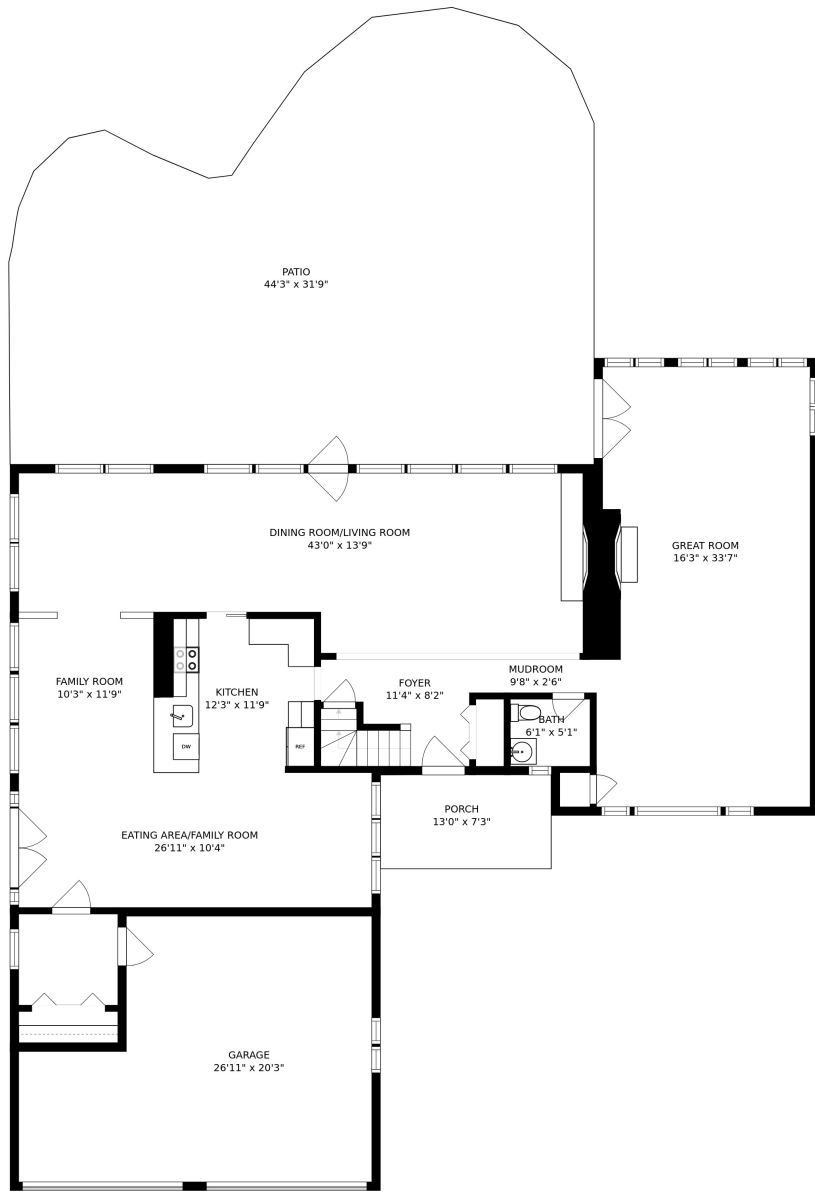 PATIO
44'3" x 31'9"
DINING ROOM/LIVING ROOM
43'0" x 13'9"
GREAT ROOM
16'3" x 33'7"
FAMILY ROOM
10'3" x 11'9"
KITCHEN
12'3" x 11'9"
FOYER
11'4" x 8'2"
MUDROOM
9'8" x 2'6"
BATH
6'1" x 5'1"
DW
REF
PORCH
13'0" x 7'3"
EATING AREA/FAMILY ROOM
26'11" x 10'4"
GARAGE
26'11" x 20'3"